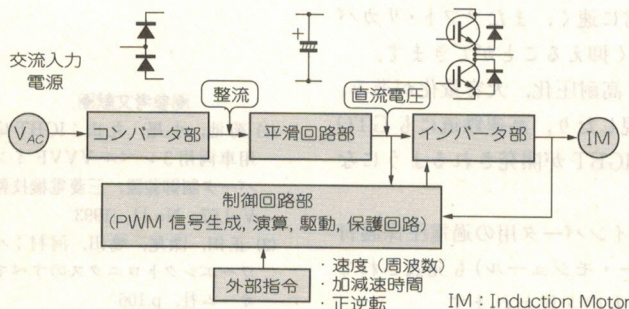 交流入力
電源
整流
直流電圧
VAC
コンバータ部
平滑回路部
インバータ部
IM
制御回路部
(PWM 信号生成, 演算, 駆動, 保護回路)
外部指令
・速度(周波数)
・加減速時間
・正逆転
IM : Induction Motor